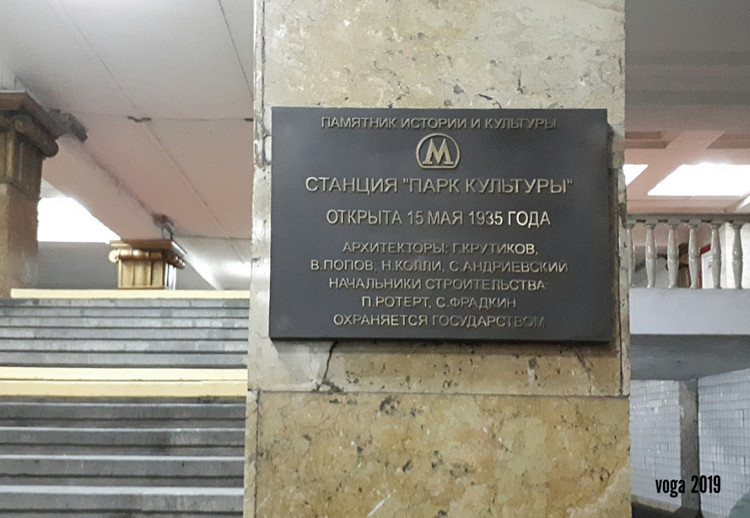 ПАМЯТНИК ИСТОРИИ И КУЛЬТУРЫ
М
СТАНЦИЯ "ПАРК КУЛЬТУРЫ"
ОТКРЫТА 15 МАЯ 1935 ГОДА
АРХИТЕКТОРЫ: Г.КРУТИКОВ,
В.ПОПОВ, Н.КОЛЛИ, С.АНДРИЕВСКИЙ
НАЧАЛЬНИКИ СТРОИТЕЛЬСТВА:
П.РОТЕРТ, С.ФРАДКИН
ОХРАНЯЕТСЯ ГОСУДАРСТВОМ
voga 2019